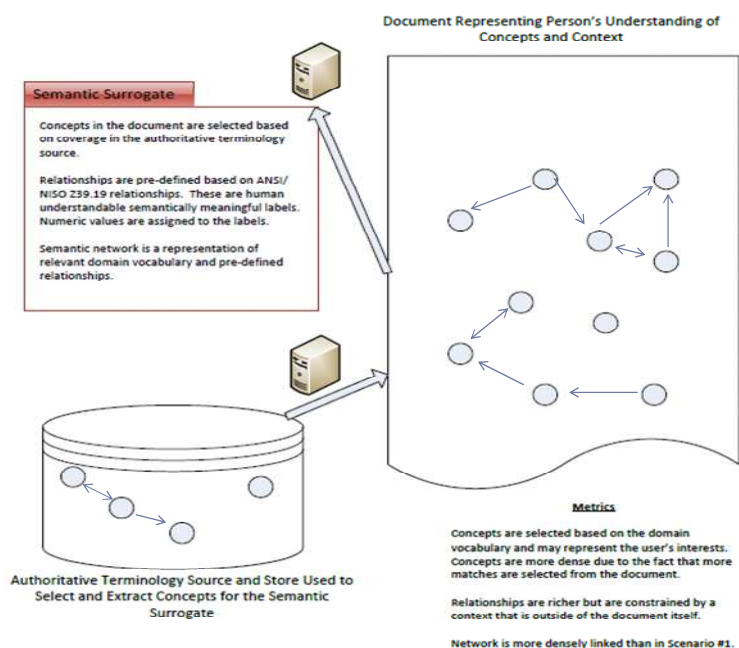 Document Representing Person's Understanding of
Concepts and Context
Semantic Surrogate
Concepts in the document are selected based
on coverage in the authoritative terminology
source.
Relationships are pre-defined based on ANSI/
NISO Z39.19 relationships. These are human
understandable semantically meaningful labels.
Numeric values are assigned to the labels.
Semantic network is a representation of
relevant domain vocabulary and pre-defined
relationships.
Authoritative Terminology Source and Store Used to
Select and Extract Concepts for the Semantic
Surrogate
Metrics
Concepts are selected based on the domain
vocabulary and may represent the user's interests.
Concepts are more dense due to the fact that more
matches are selected from the document.
Relationships are richer but are constrained by a
context that is outside of the document itself.
Network is more densely linked than in Scenario #1.